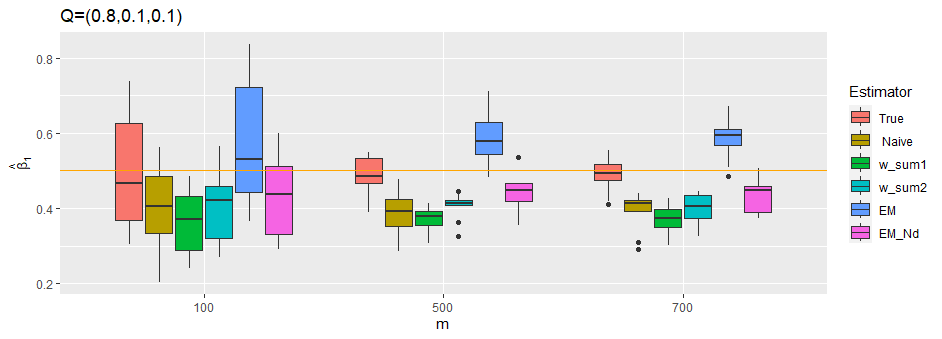 Q=(0.8,0.1,0.1)
0.8
0.6
0.4
0.2
β̂₁
100
500
700
m
Estimator
True
Naive
w_sum1
w_sum2
EM
EM_Nd